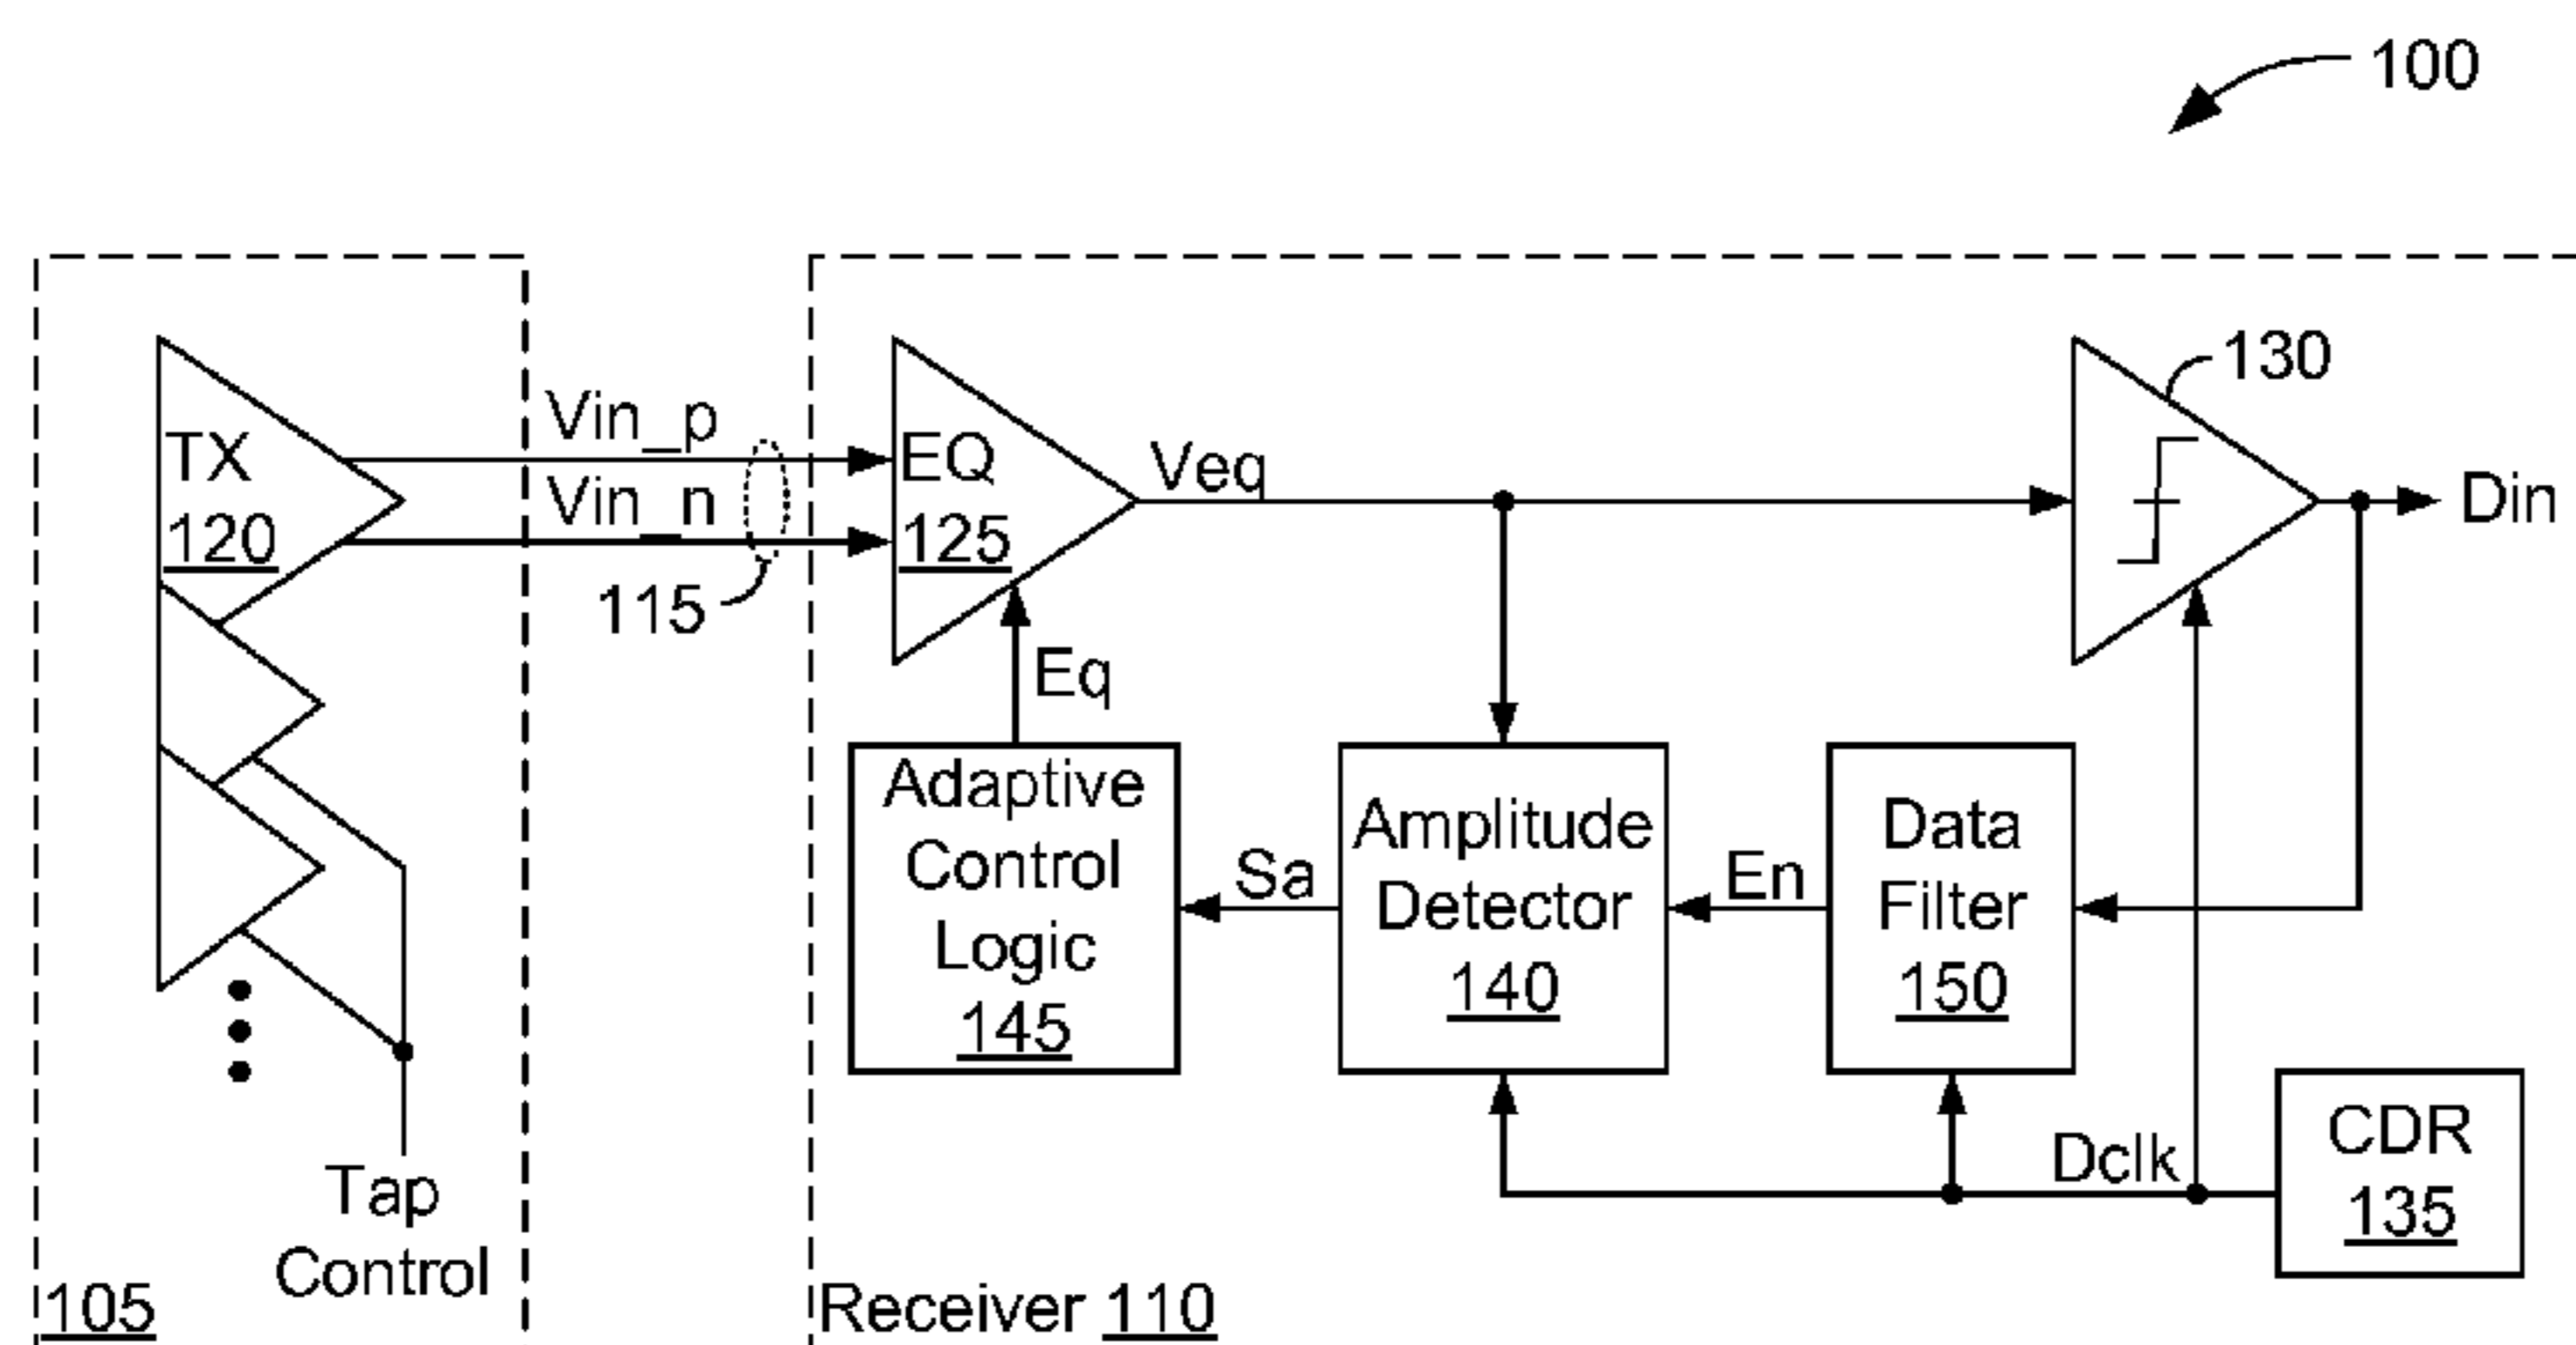 100
130
Vin_p
TX
120
Vin_n
115
EQ
125
Veq
Din
Eq
Adaptive
Control
Logic
145
Sa
Amplitude
Detector
140
En
Data
Filter
150
Dclk
CDR
135
Tap
Control
105
Receiver 110